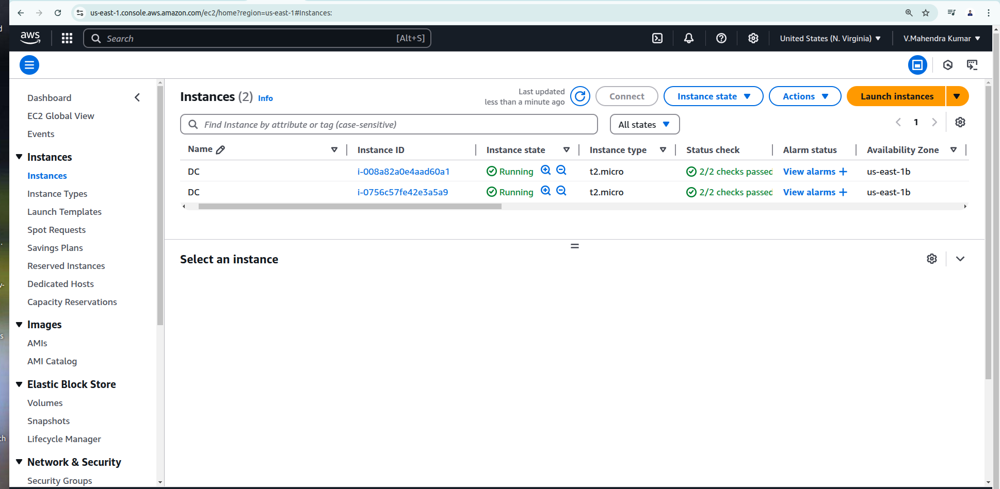 us-east-1.console.aws.amazon.com/ec2/home?region=us-east-1#Instances:
aws
Search
[Alt+S]
United States (N. Virginia)
V.Mahendra Kumar
Dashboard
EC2 Global View
Events
Instances
Instances
Instance Types
Launch Templates
Spot Requests
Savings Plans
Reserved Instances
Dedicated Hosts
Capacity Reservations
Images
AMIs
AMI Catalog
Elastic Block Store
Volumes
Snapshots
Lifecycle Manager
Network & Security
Security Groups
Instances (2) Info
Last updated
less than a minute ago
Connect
Instance state
Actions
Launch instances
Find Instance by attribute or tag (case-sensitive)
All states
1
Name Instance ID Instance state Instance type Status check Alarm status Availability Zone
DC i-008a82a0e4aad60a1 Running t2.micro 2/2 checks passed View alarms + us-east-1b
DC i-0756c57fe42e3a5a9 Running t2.micro 2/2 checks passed View alarms + us-east-1b
Select an instance